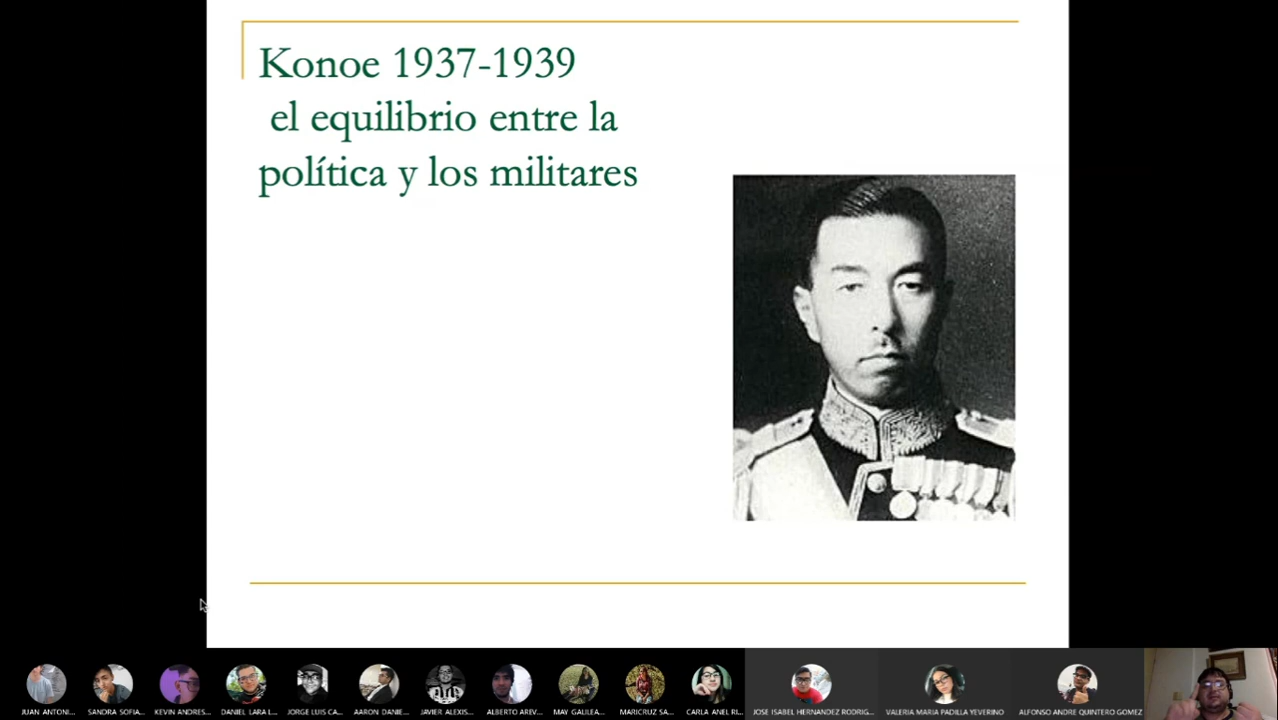 Konoe 1937-1939
el equilibrio entre la
política y los militares
JUAN ANTONI...
SANDRA SOFIA...
KEVIN ANDRES...
DANIEL LARA L...
JORGE LUIS CA...
AARON DANIE...
JAVIER ALEXIS...
ALBERTO AREV...
MAY GALILEA...
MARICRUZ SA...
CARLA ANEL RI...
JOSE ISABEL HERNANDEZ RODRIG...
VALERIA MARIA PADILLA YEVERINO
ALFONSO ANDRE QUINTERO GOMEZ